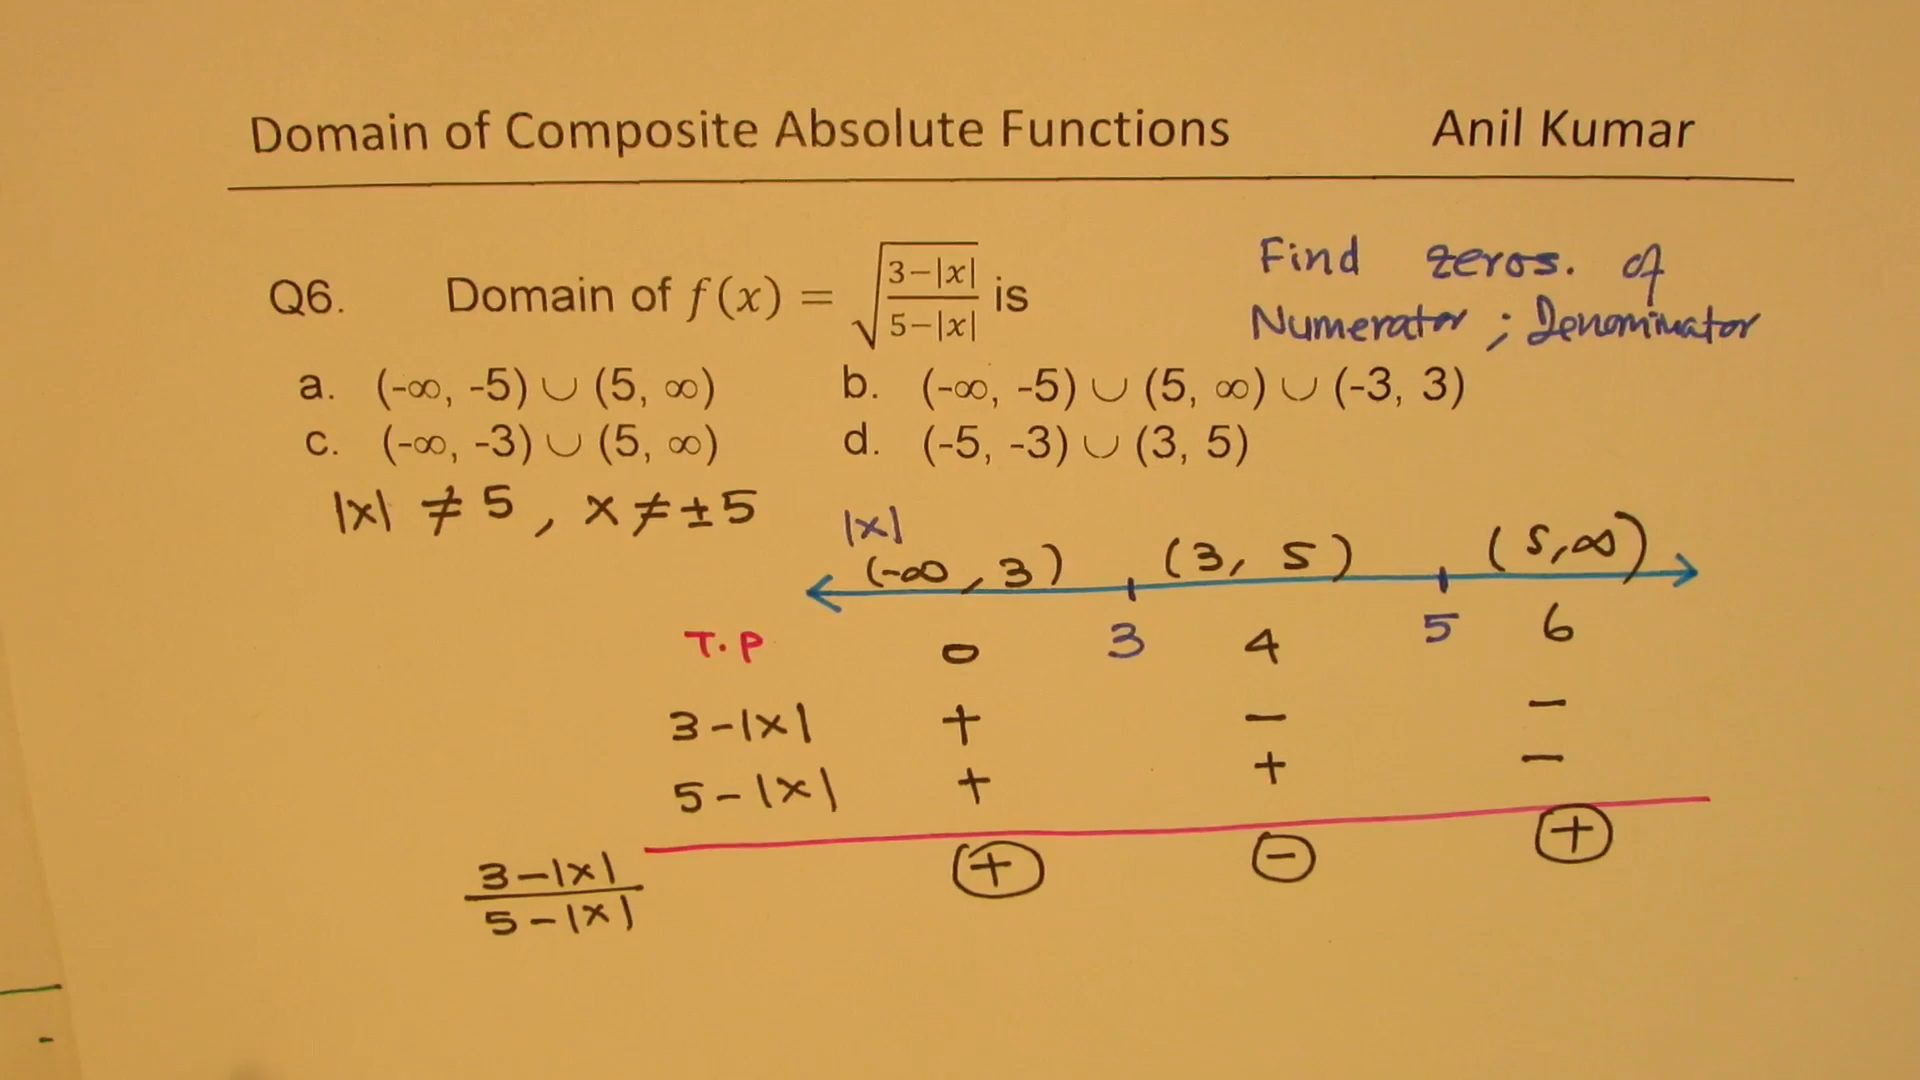 Domain of Composite Absolute Functions Anil Kumar
Q6. Domain of f(x) = √((3−|x|)/(5−|x|)) is
Find zeros. of
Numerator ; Denominator
a. (-∞, -5) ∪ (5, ∞) b. (-∞, -5) ∪ (5, ∞) ∪ (-3, 3)
c. (-∞, -3) ∪ (5, ∞) d. (-5, -3) ∪ (3, 5)
|x| ≠ 5 , x ≠ ±5
|x|
(-∞, 3) (3, 5) (5,∞)
T.P 0 3 4 5 6
3-|x| + − −
5-|x| + + −
(3-|x|)/(5-|x|) + − +